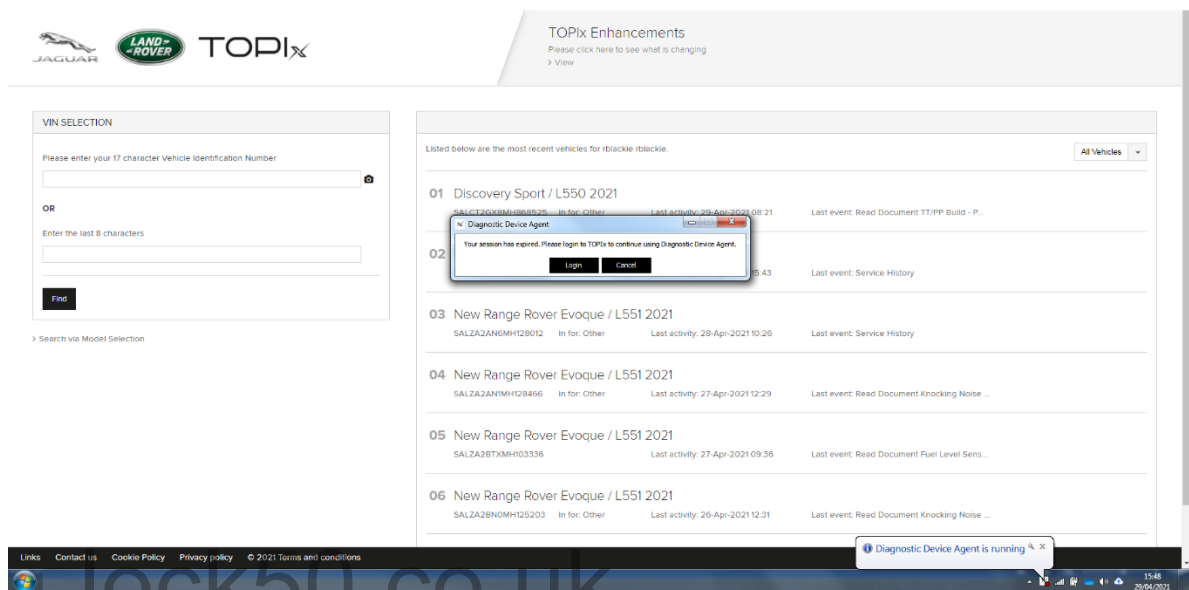 JAGUAR
LAND-
-ROVER
TOPIx
TOPIx Enhancements
Please click here to see what is changing
> View
VIN SELECTION
Please enter your 17 character Vehicle Identification Number
OR
Enter the last 8 characters
Find
> Search via Model Selection
Listed below are the most recent vehicles for rblackie rblackie.
All Vehicles
01 Discovery Sport / L550 2021
SALCT2GX8MH868525 In for: Other Last activity: 29-Apr-2021 08:21 Last event: Read Document TT/PP Build - P...
Diagnostic Device Agent
Your session has expired. Please login to TOPIx to continue using Diagnostic Device Agent.
Login Cancel
02
15:43 Last event: Service History
03 New Range Rover Evoque / L551 2021
SALZA2AN6MH128012 In for: Other Last activity: 28-Apr-2021 10:26 Last event: Service History
04 New Range Rover Evoque / L551 2021
SALZA2AN1MH128466 In for: Other Last activity: 27-Apr-2021 12:29 Last event: Read Document Knocking Noise ...
05 New Range Rover Evoque / L551 2021
SALZA2BTXMH103336 Last activity: 27-Apr-2021 09:36 Last event: Read Document Fuel Level Sens...
06 New Range Rover Evoque / L551 2021
SALZA2BN0MH125203 In for: Other Last activity: 26-Apr-2021 12:31 Last event: Read Document Knocking Noise ...
Links Contact us Cookie Policy Privacy policy © 2021 Terms and conditions
Diagnostic Device Agent is running
lock50.co.uk
15:48
29/04/2021